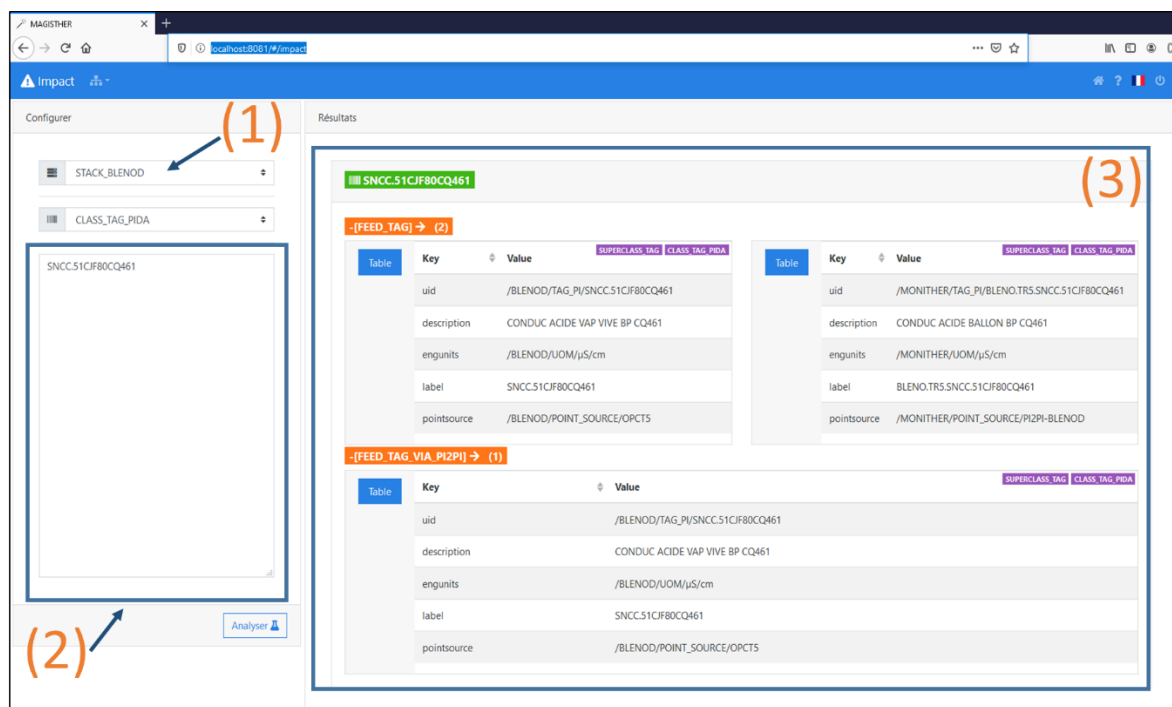 MAGISTHER
localhost:8081/#/impact
Impact
Configurer
(1)
Résultats
STACK_BLENOD
CLASS_TAG_PIDA
SNCC.51CJF80CQ461
(2)
Analyser
(3)
SNCC.51CJF80CQ461
-[FEED_TAG]→ (2)
Table
Key Value SUPERCLASS_TAG CLASS_TAG_PIDA
uid /BLENOD/TAG_PI/SNCC.51CJF80CQ461
description CONDUC ACIDE VAP VIVE BP CQ461
engunits /BLENOD/UOM/µS/cm
label SNCC.51CJF80CQ461
pointsource /BLENOD/POINT_SOURCE/OPCT5
Table
Key Value SUPERCLASS_TAG CLASS_TAG_PIDA
uid /MONITHER/TAG_PI/BLENO.TR5.SNCC.51CJF80CQ461
description CONDUC ACIDE BALLON BP CQ461
engunits /MONITHER/UOM/µS/cm
label BLENO.TR5.SNCC.51CJF80CQ461
pointsource /MONITHER/POINT_SOURCE/PI2PI-BLENOD
-[FEED_TAG_VIA_PI2PI]→ (1)
Table
Key Value SUPERCLASS_TAG CLASS_TAG_PIDA
uid /BLENOD/TAG_PI/SNCC.51CJF80CQ461
description CONDUC ACIDE VAP VIVE BP CQ461
engunits /BLENOD/UOM/µS/cm
label SNCC.51CJF80CQ461
pointsource /BLENOD/POINT_SOURCE/OPCT5